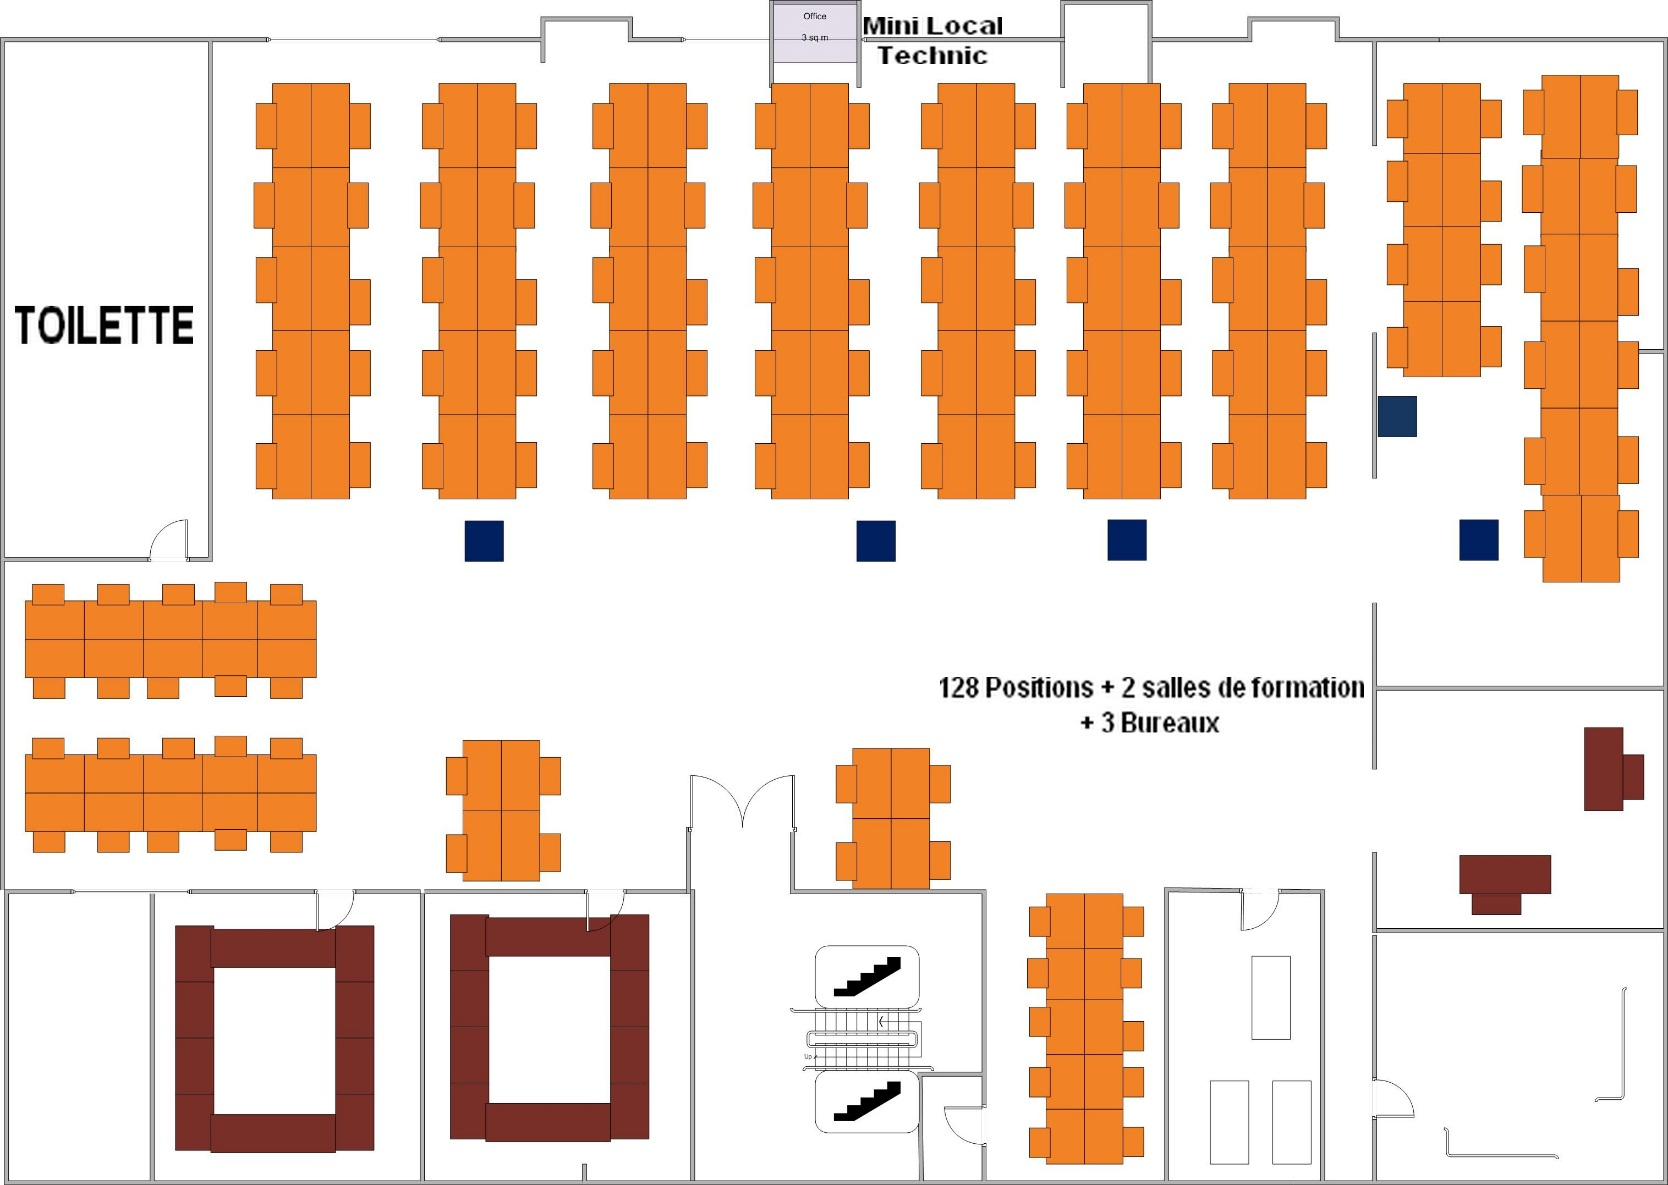 Office
3 sq m
Mini Local
Technic
TOILETTE
128 Positions + 2 salles de formation
+ 3 Bureaux
Up